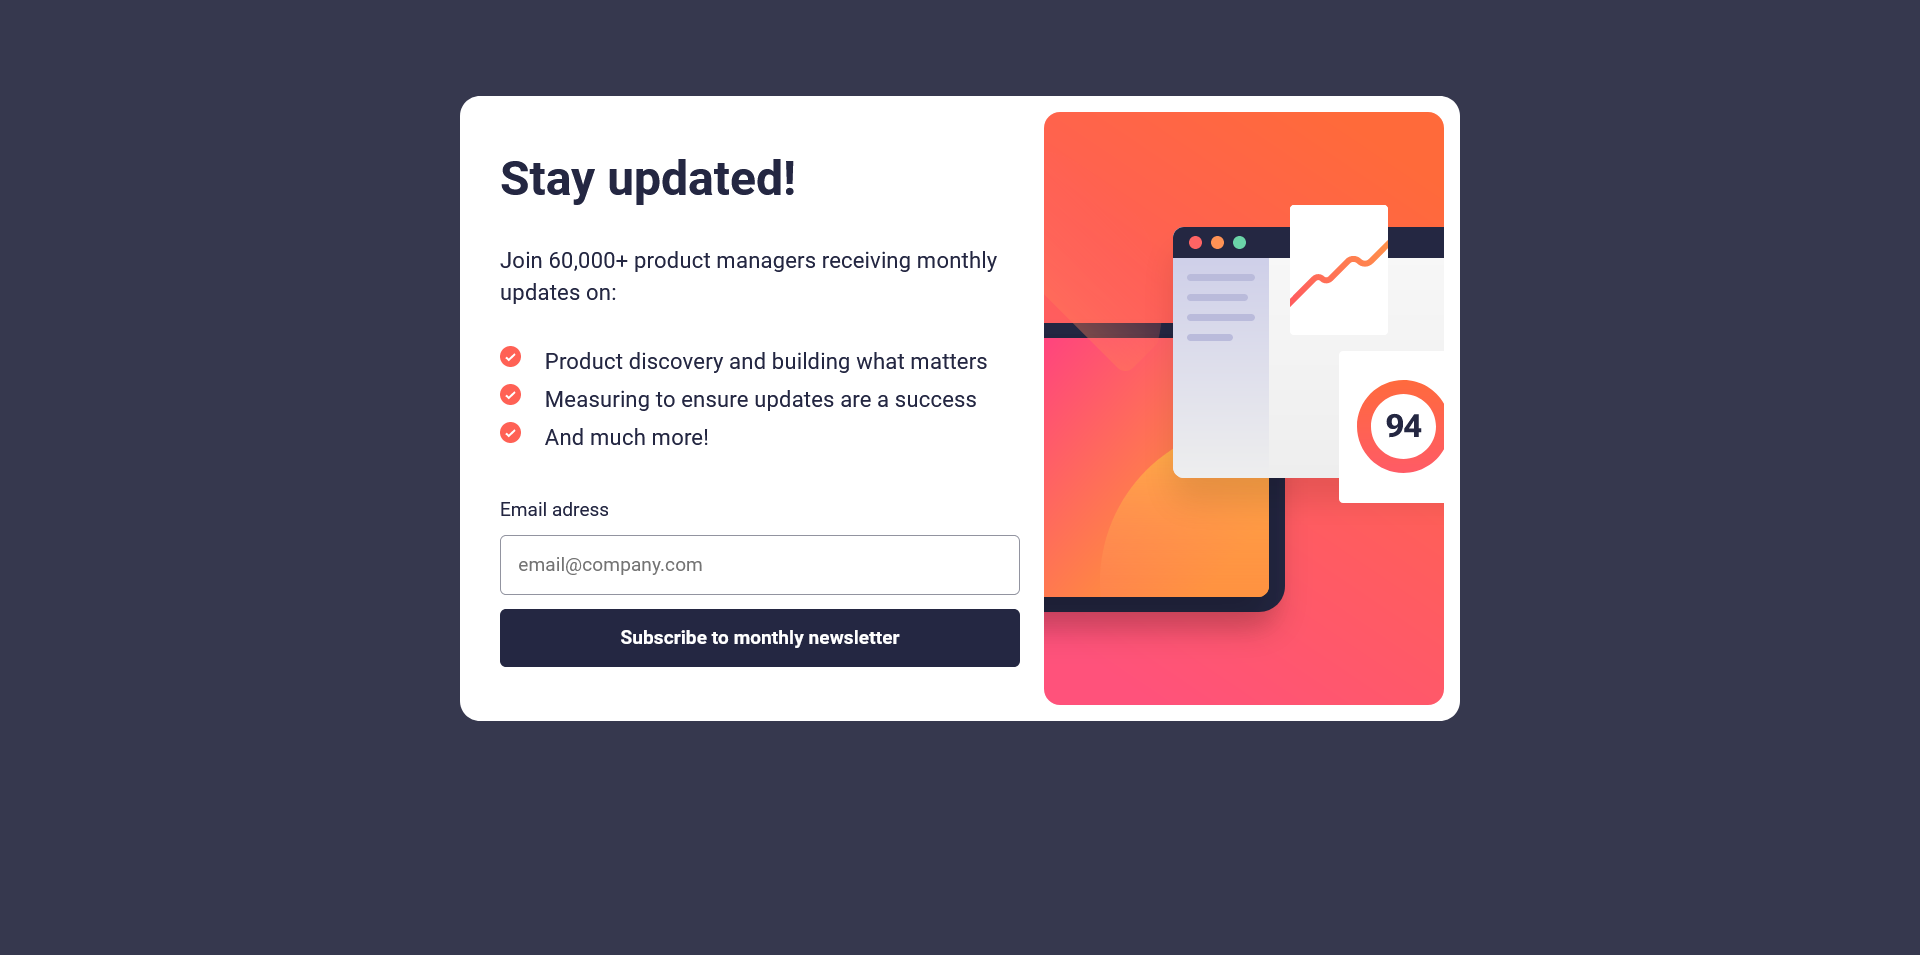 Stay updated!
Join 60,000+ product managers receiving monthly
updates on:
Product discovery and building what matters
Measuring to ensure updates are a success
And much more!
Email adress
email@company.com
Subscribe to monthly newsletter
94